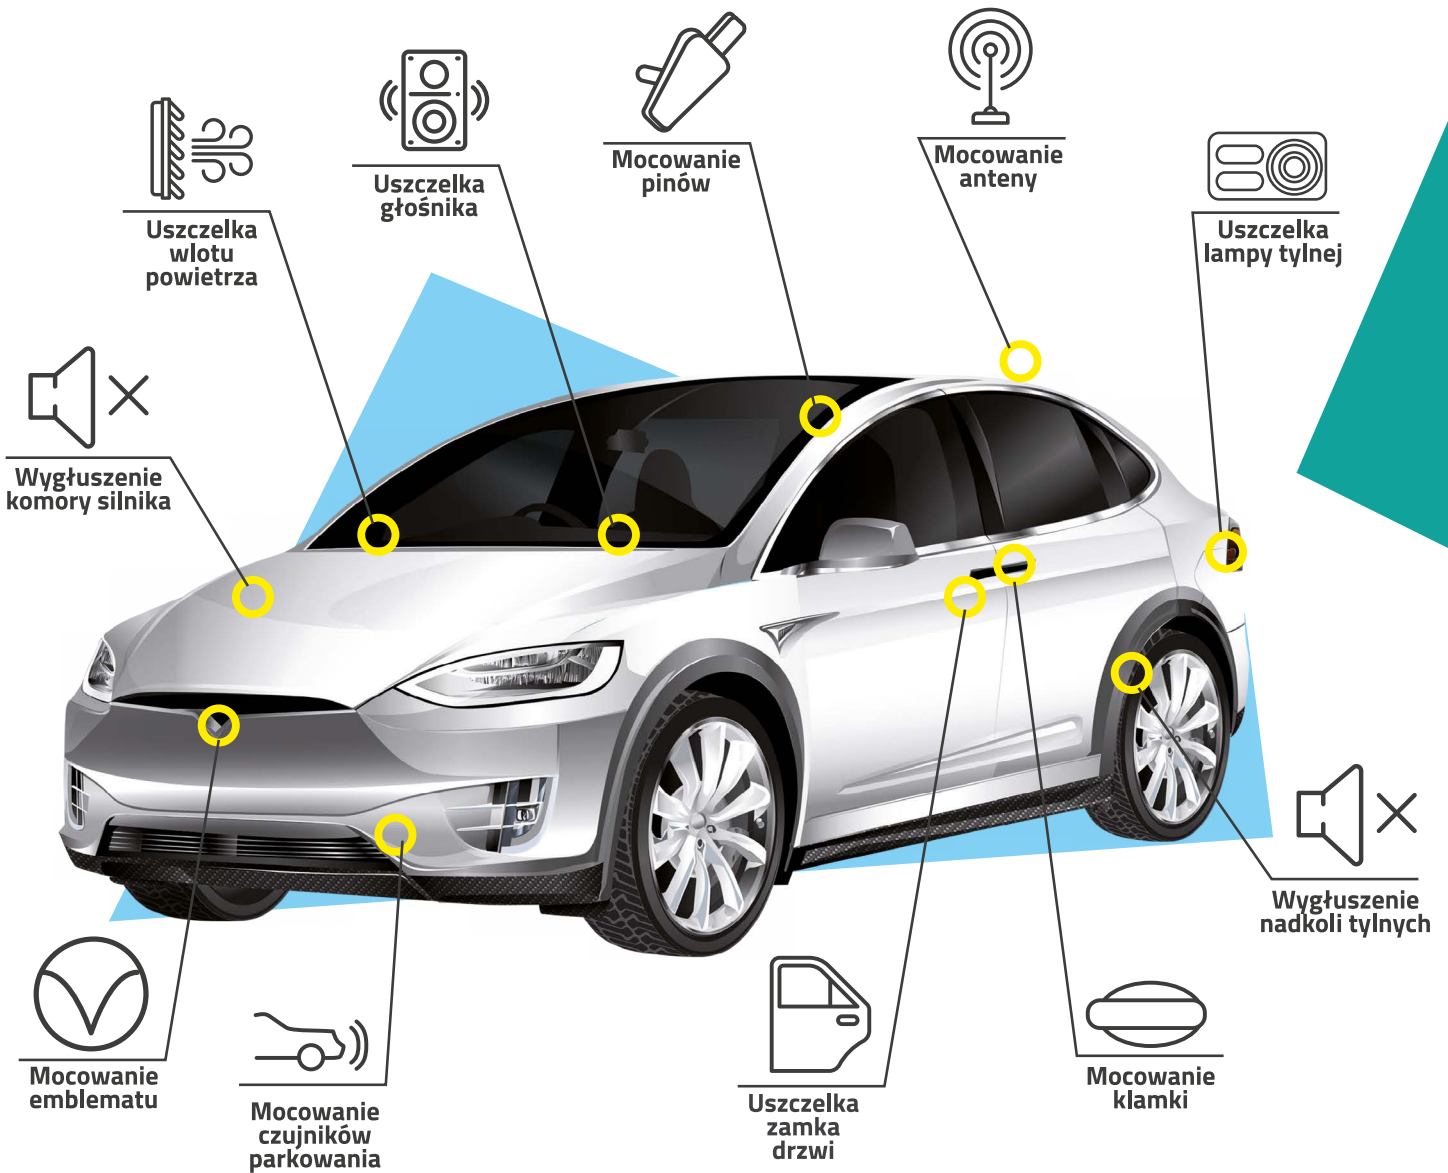 Mocowanie
pinów
Mocowanie
anteny
Uszczelka
głośnika
Uszczelka
wlotu
powietrza
Uszczelka
lampy tylnej
Wygłuszenie
komory silnika
Wygłuszenie
nadkoli tylnych
Mocowanie
emblematu
Mocowanie
czujników
parkowania
Uszczelka
zamka
drzwi
Mocowanie
klamki